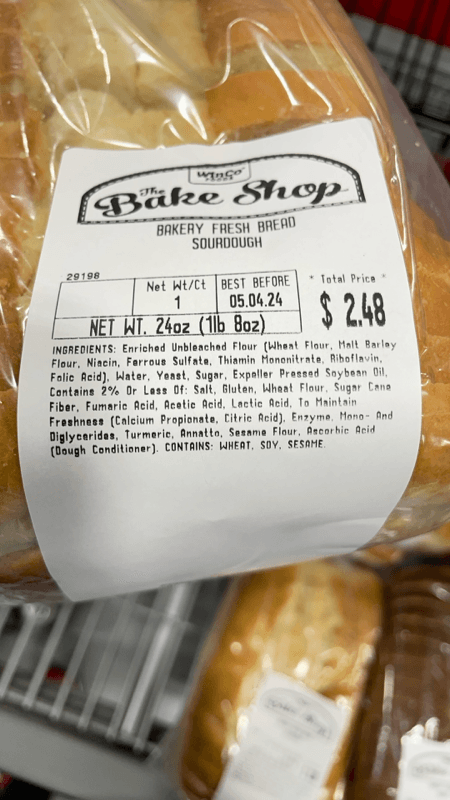 WinCo
FOODS
The
Bake Shop
BAKERY FRESH BREAD
SOURDOUGH
29198
Net Wt/Ct
1
BEST BEFORE
05.04.24
* Total Price *
$ 2.48
NET WT. 24oz (1lb 8oz)
INGREDIENTS: Enriched Unbleached Flour (Wheat Flour, Malt Barley
Flour, Niacin, Ferrous Sulfate, Thiamin Mononitrate, Riboflavin,
Folic Acid), Water, Yeast, Sugar, Expeller Pressed Soybean Oil,
Contains 2% Or Less Of: Salt, Gluten, Wheat Flour, Sugar Cane
Fiber, Fumaric Acid, Acetic Acid, Lactic Acid, To Maintain
Freshness (Calcium Propionate, Citric Acid), Enzyme, Mono- And
Diglycerides, Turmeric, Annatto, Sesame Flour, Ascorbic Acid
(Dough Conditioner). CONTAINS: WHEAT, SOY, SESAME.